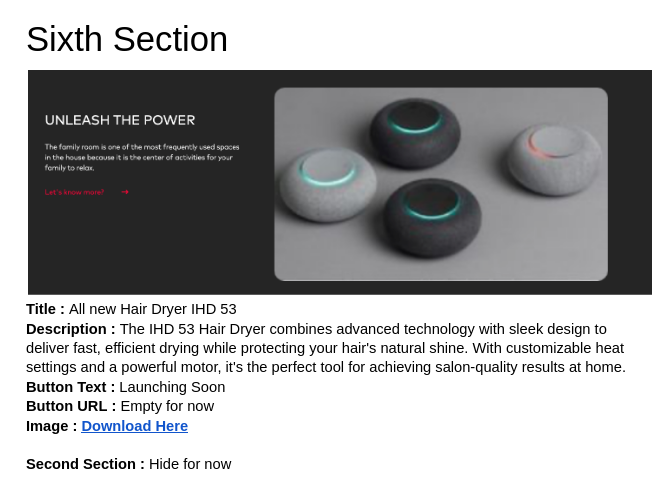 Sixth Section
UNLEASH THE POWER
The family room is one of the most frequently used spaces
in the house because it is the center of activities for your
family to relax.
Let's know more? →
Title : All new Hair Dryer IHD 53
Description : The IHD 53 Hair Dryer combines advanced technology with sleek design to
deliver fast, efficient drying while protecting your hair's natural shine. With customizable heat
settings and a powerful motor, it's the perfect tool for achieving salon-quality results at home.
Button Text : Launching Soon
Button URL : Empty for now
Image : Download Here
Second Section : Hide for now